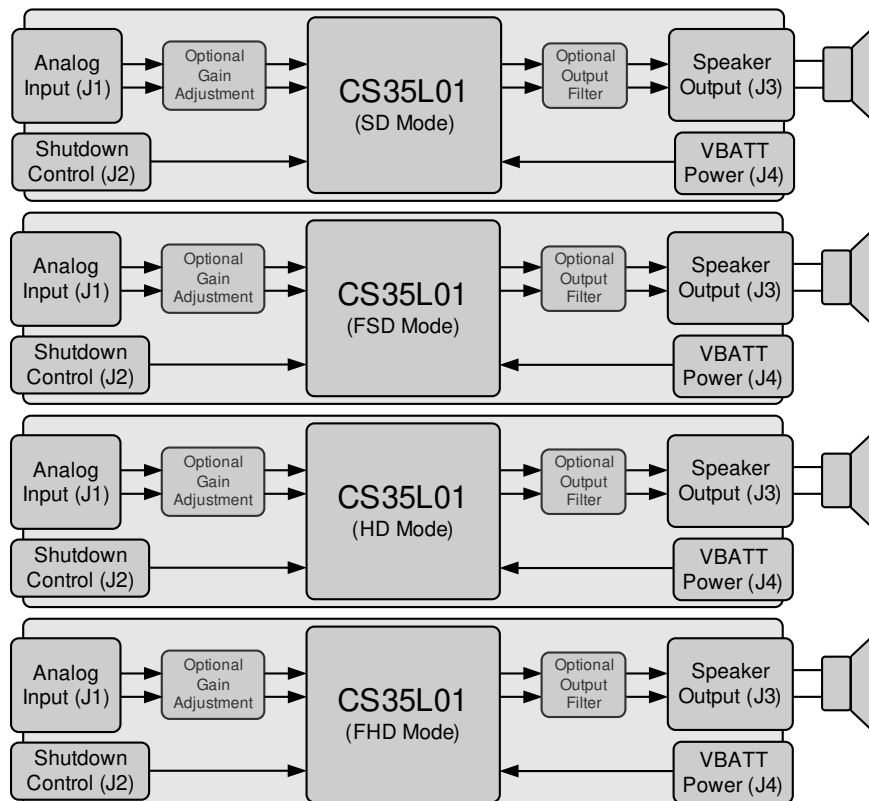 Analog
Input (J1)
Optional
Gain
Adjustment
CS35L01
(SD Mode)
Optional
Output
Filter
Speaker
Output (J3)
Shutdown
Control (J2)
VBATT
Power (J4)
Analog
Input (J1)
Optional
Gain
Adjustment
CS35L01
(FSD Mode)
Optional
Output
Filter
Speaker
Output (J3)
Shutdown
Control (J2)
VBATT
Power (J4)
Analog
Input (J1)
Optional
Gain
Adjustment
CS35L01
(HD Mode)
Optional
Output
Filter
Speaker
Output (J3)
Shutdown
Control (J2)
VBATT
Power (J4)
Analog
Input (J1)
Optional
Gain
Adjustment
CS35L01
(FHD Mode)
Optional
Output
Filter
Speaker
Output (J3)
Shutdown
Control (J2)
VBATT
Power (J4)